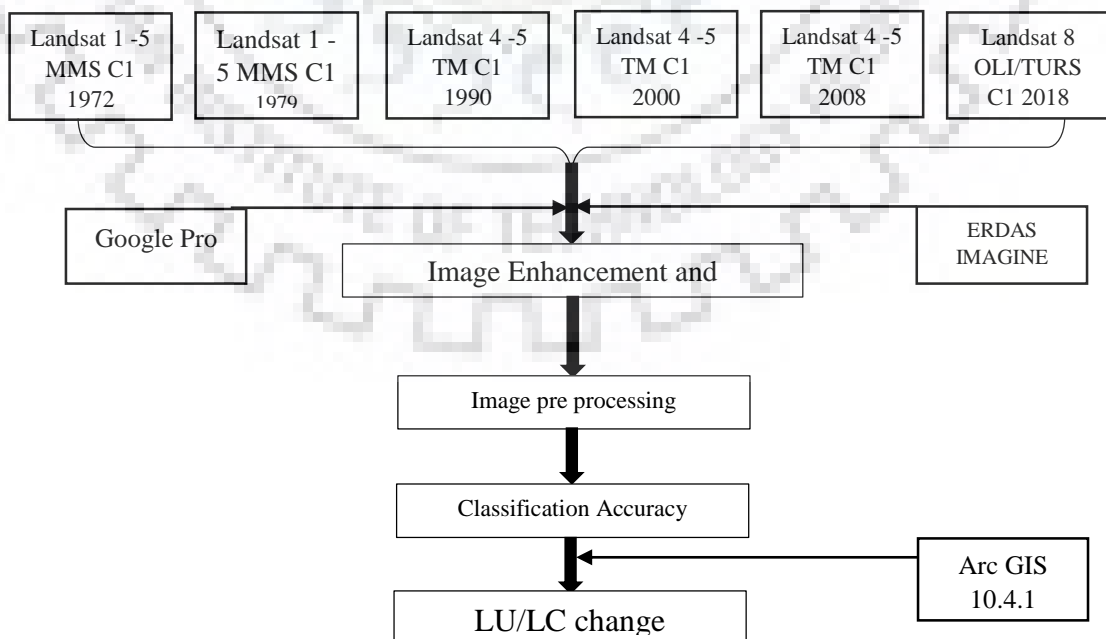 Landsat 1 -5
MMS C1
1972
Landsat 1 -
5 MMS C1
1979
Landsat 4 -5
TM C1
1990
Landsat 4 -5
TM C1
2000
Landsat 4 -5
TM C1
2008
Landsat 8
OLI/TURS
C1 2018
Google Pro
ERDAS
IMAGINE
Image Enhancement and
Image pre processing
Classification Accuracy
Arc GIS
10.4.1
LU/LC change